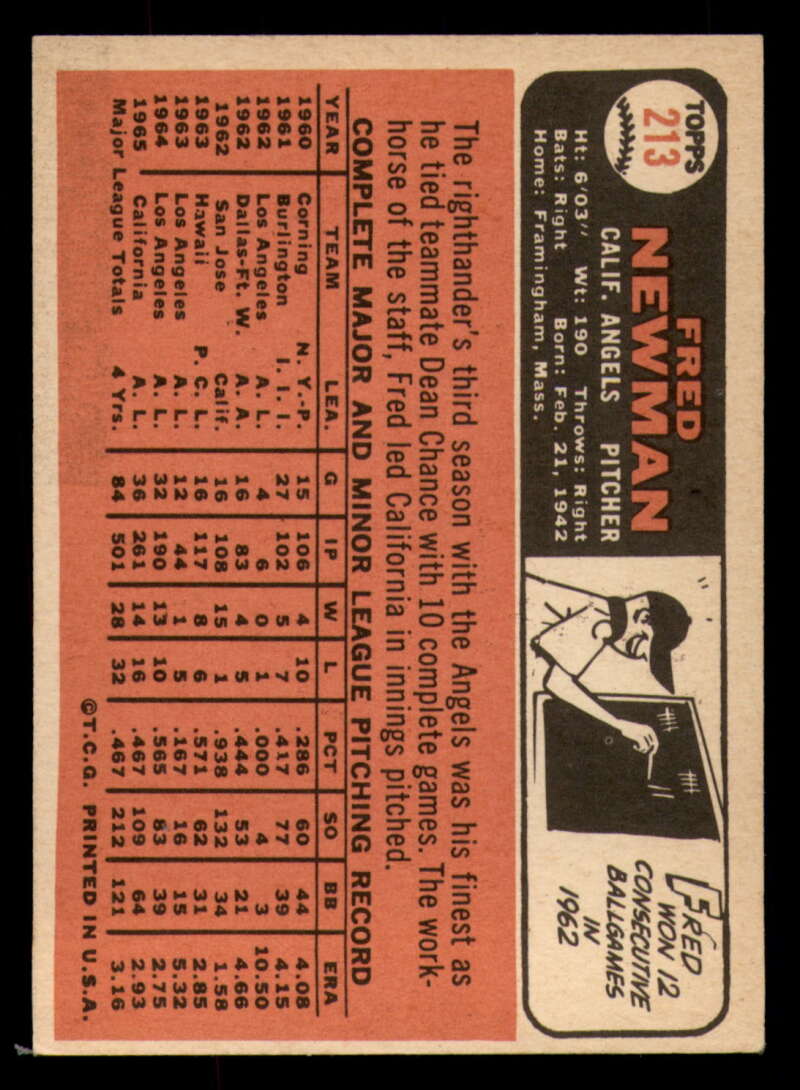 TOPPS
213
FRED
NEWMAN
CALIF. ANGELS PITCHER
Ht: 6'03" Wt: 190 Throws: Right
Bats: Right Born: Feb. 21, 1942
Home: Framingham, Mass.
FRED
WON 12
CONSECUTIVE
BALLGAMES
IN
1962
The righthander's third season with the Angels was his finest as
he tied teammate Dean Chance with 10 complete games. The work-
horse of the staff, Fred led California in innings pitched.
COMPLETE MAJOR AND MINOR LEAGUE PITCHING RECORD
YEAR TEAM LEA. G IP W L PCT SO BB ERA
1960 Corning N. Y.-P. 15 106 4 10 .286 60 44 4.08
1961 Burlington I. I. I. 27 102 5 7 .417 77 39 4.15
1962 Los Angeles A. L. 4 6 0 1 .000 4 3 10.50
1962 Dallas-Ft. W. A. A. 16 83 4 5 .444 53 21 4.66
1962 San Jose Calif. 16 108 15 1 .938 132 34 1.58
1963 Hawaii P. C. L. 16 117 8 6 .571 62 31 2.85
1963 Los Angeles A. L. 12 44 1 5 .167 16 15 5.32
1964 Los Angeles A. L. 32 190 13 10 .565 83 39 2.75
1965 California A. L. 36 261 14 16 .467 109 64 2.93
Major League Totals 4 Yrs. 84 501 28 32 .467 212 121 3.16
©T.C.G. PRINTED IN U.S.A.